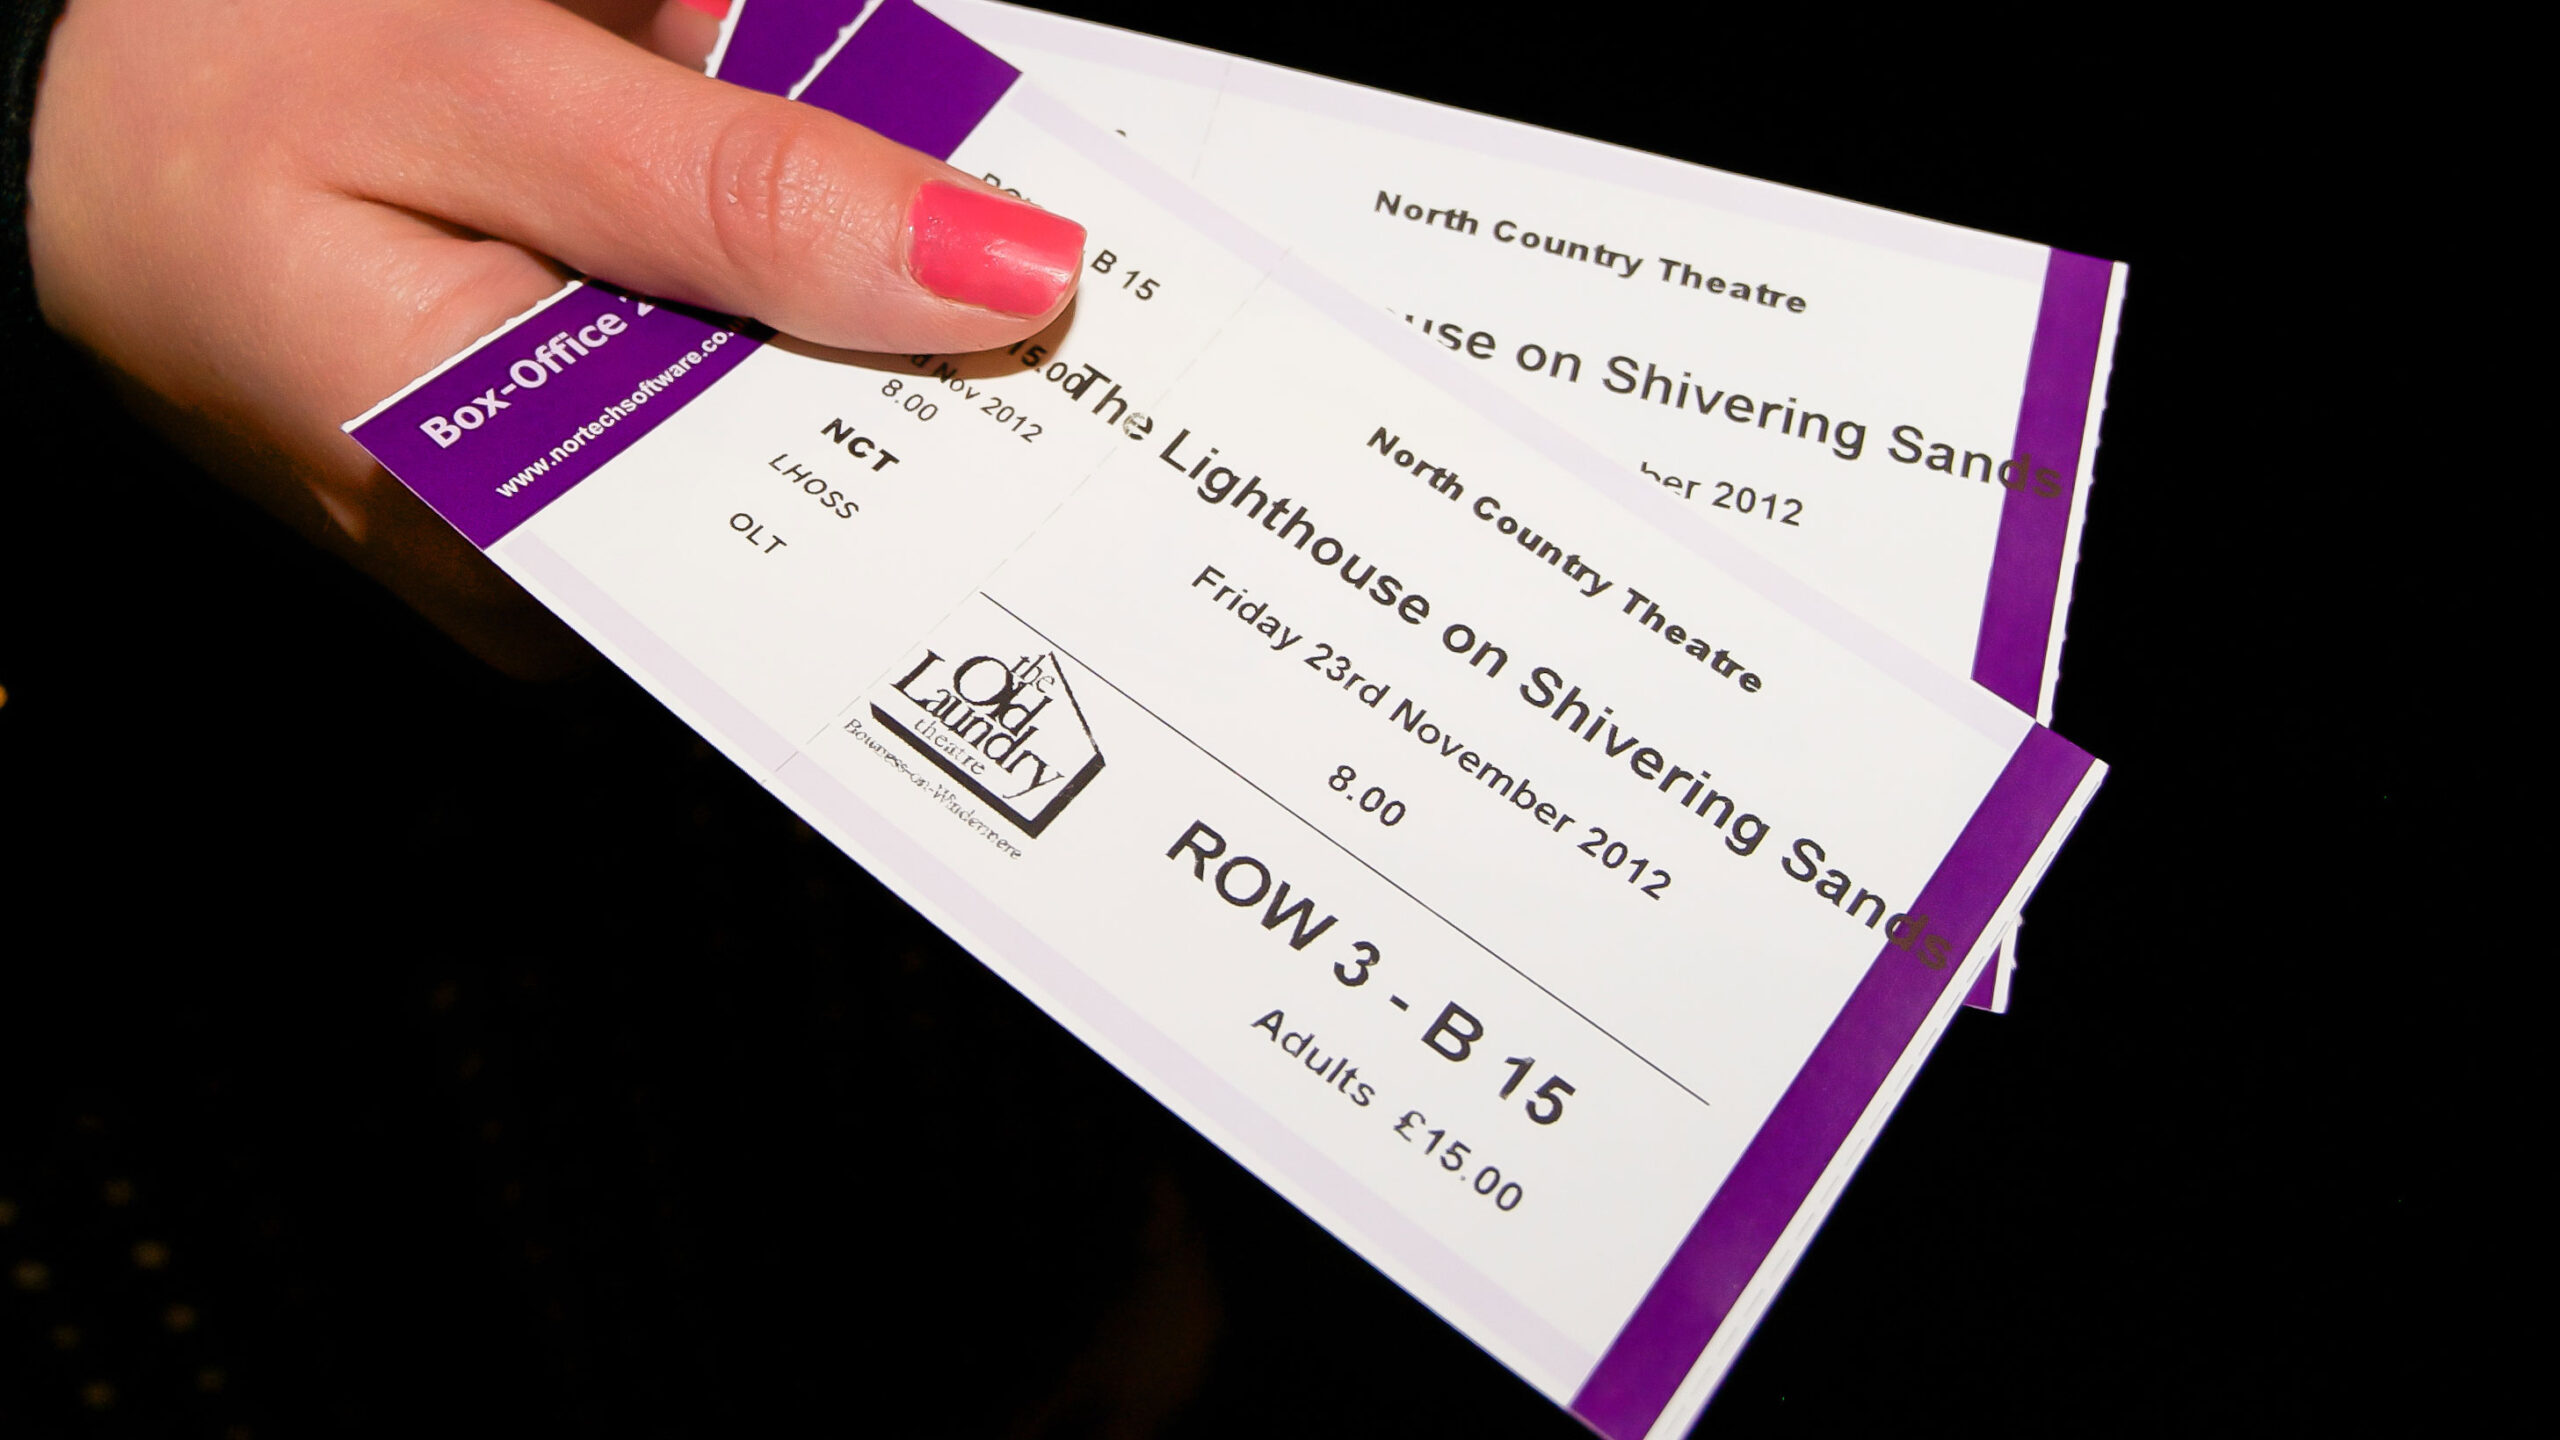 Box-Office
www.nortechsoftware.co
B 15
15.00
Nov 2012
8.00
NCT
LHOSS
OLT
North Country Theatre
The Lighthouse on Shivering Sands
Friday 23rd November 2012
8.00
the
Old
Laundry
theatre
Bowness-on-Windermere
ROW 3 - B 15
Adults £15.00
North Country Theatre
on Shivering Sands
2012